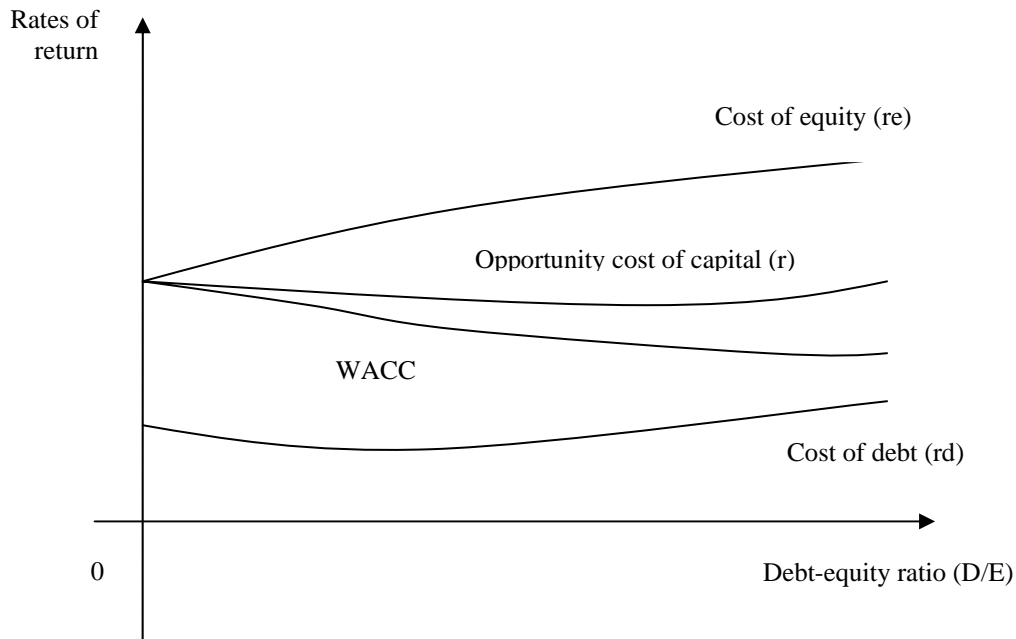 Rates of
return
Cost of equity (re)
Opportunity cost of capital (r)
WACC
Cost of debt (rd)
0
Debt-equity ratio (D/E)